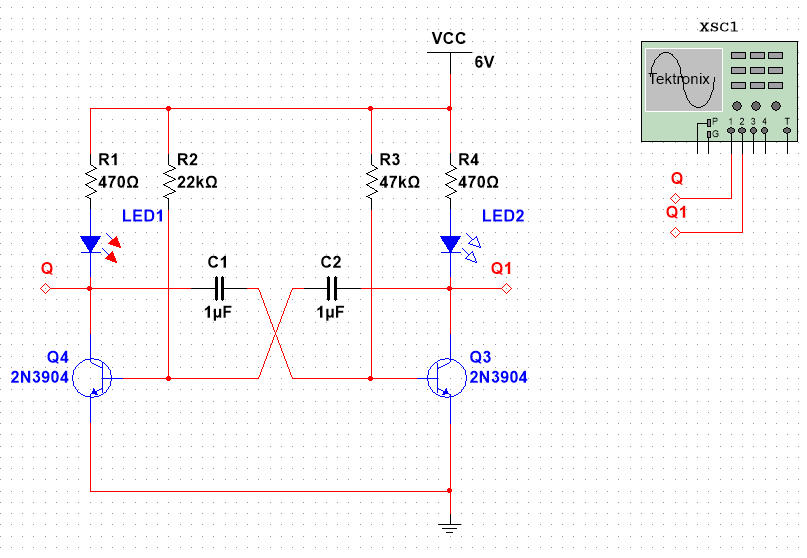 XSC1
VCC
6V
Tektronix
P
G
1 2 3 4 T
R1
470Ω
R2
22kΩ
R3
47kΩ
R4
470Ω
Q
Q1
LED1
LED2
Q
C1
1µF
C2
1µF
Q1
Q4
2N3904
Q3
2N3904